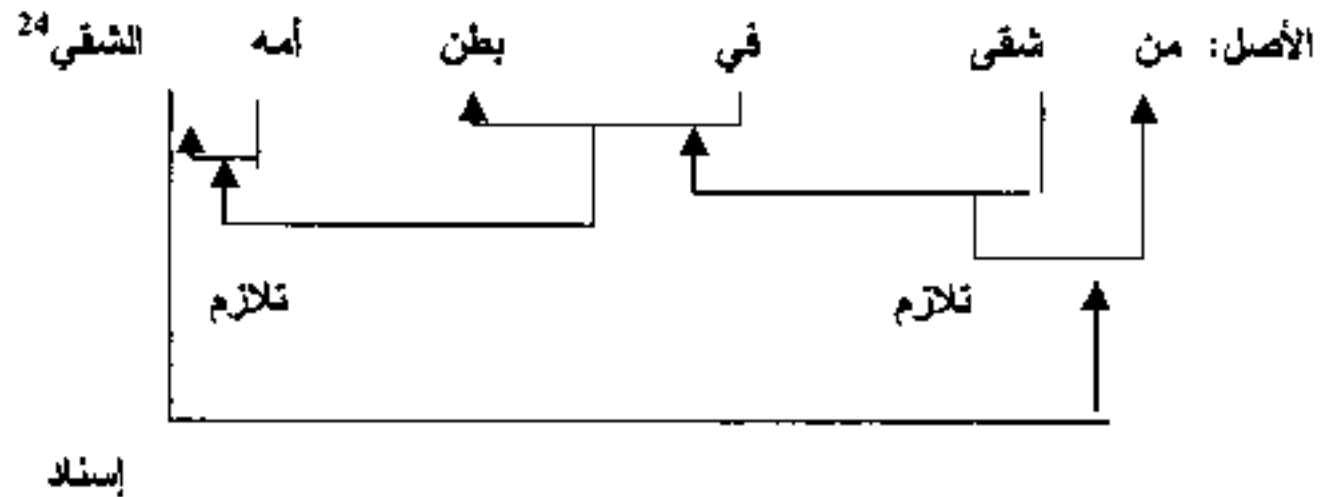 الأصل: من شقى في بطن أمه الشقي24
تلازم تلازم
إسناد